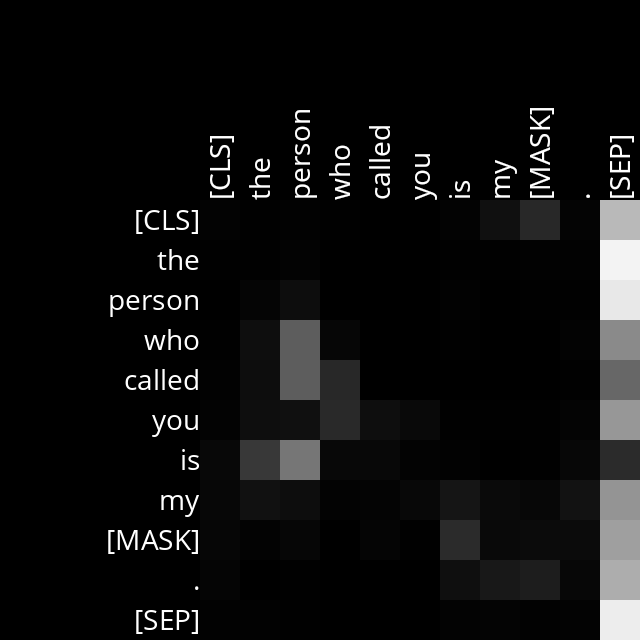 [CLS] the person who called you is my [MASK] . [SEP]
[CLS]
the
person
who
called
you
is
my
[MASK]
.
[SEP]